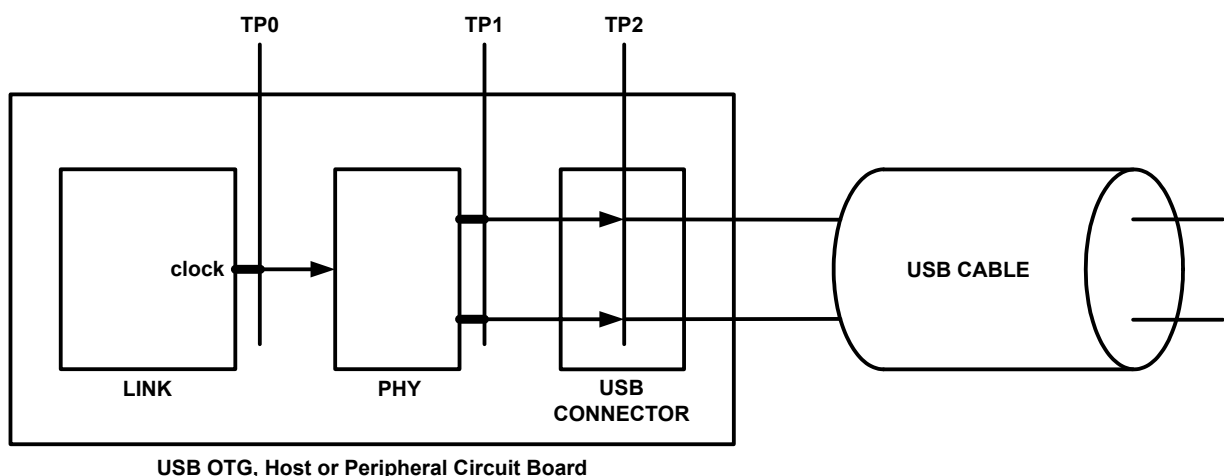 TP0
TP1
TP2
clock
USB CABLE
LINK
PHY
USB
CONNECTOR
USB OTG, Host or Peripheral Circuit Board